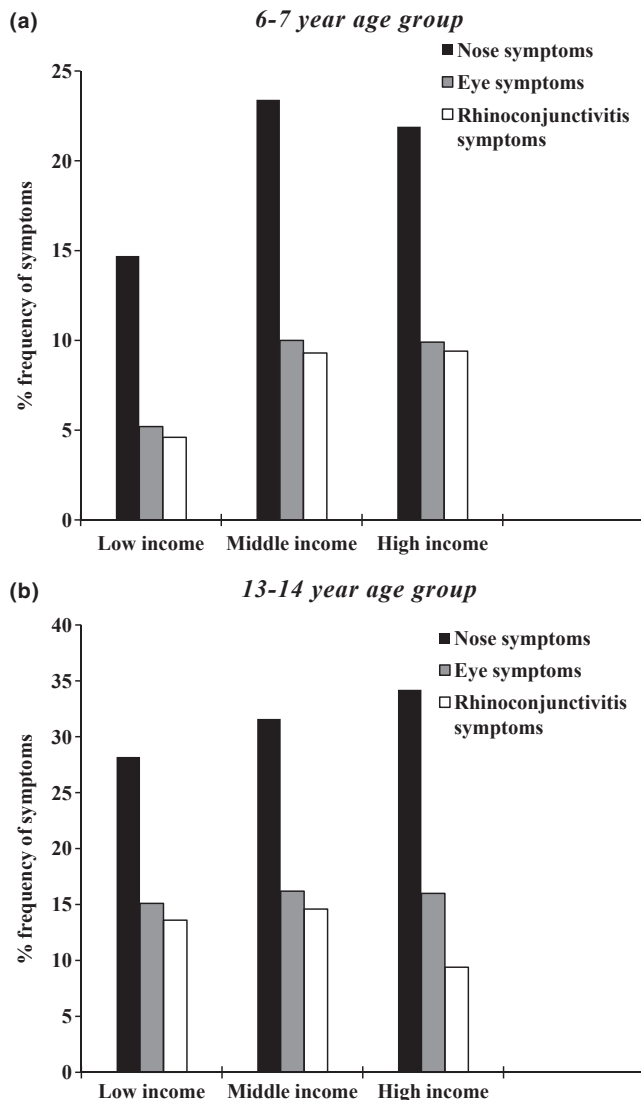 (a)
6-7 year age group
Nose symptoms
Eye symptoms
Rhinoconjunctivitis
symptoms
% frequency of symptoms
25
20
15
10
5
0
Low income
Middle income
High income
(b)
13-14 year age group
Nose symptoms
Eye symptoms
Rhinoconjunctivitis
symptoms
% frequency of symptoms
40
35
30
25
20
15
10
5
0
Low income
Middle income
High income